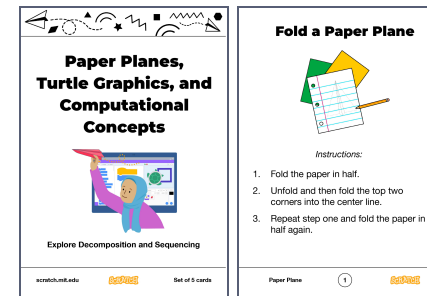 Paper Planes,
Turtle Graphics, and
Computational
Concepts
Explore Decomposition and Sequencing
scratch.mit.edu
SCRATCH
Set of 5 cards
Fold a Paper Plane
Instructions:
1. Fold the paper in half.
2. Unfold and then fold the top two
corners into the center line.
3. Repeat step one and fold the paper in
half again.
Paper Plane
1
SCRATCH